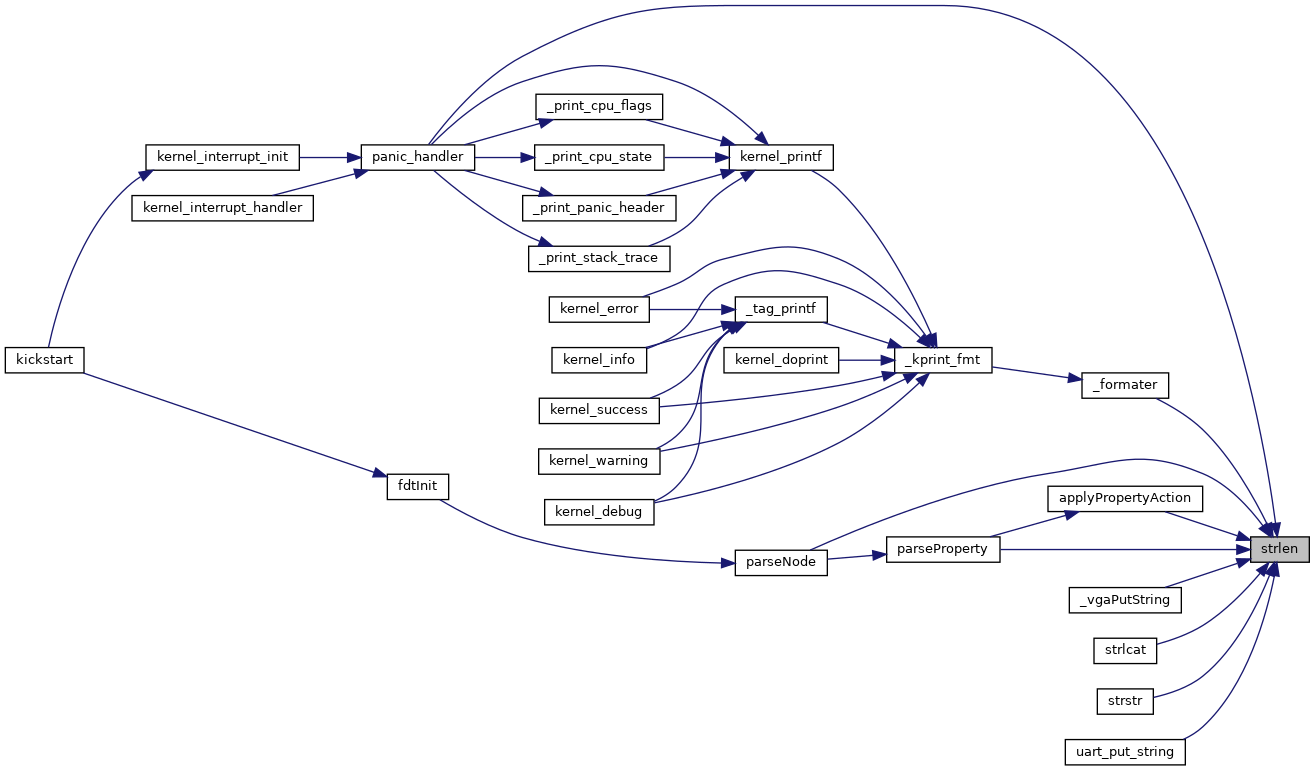 _print_cpu_flags
kernel_interrupt_init
panic_handler
_print_cpu_state
kernel_printf
kernel_interrupt_handler
_print_panic_header
_print_stack_trace
kernel_error
_tag_printf
kickstart
kernel_info
kernel_doprint
_kprint_fmt
_formater
kernel_success
kernel_warning
fdtInit
kernel_debug
applyPropertyAction
parseNode
parseProperty
strlen
_vgaPutString
strlcat
strstr
uart_put_string